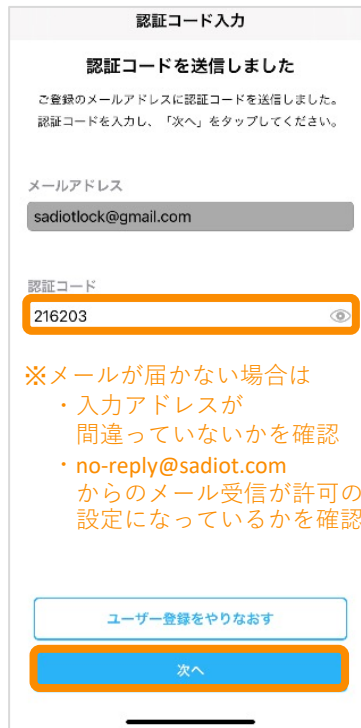 認証コード入力
認証コードを送信しました
ご登録のメールアドレスに認証コードを送信しました。
認証コードを入力し、「次へ」をタップしてください。
メールアドレス
sadiotlock@gmail.com
認証コード
216203
※メールが届かない場合は
・入力アドレスが
間違っていないかを確認
・no-reply@sadiot.com
からのメール受信が許可の
設定になっているかを確認
ユーザー登録をやりなおす
次へ